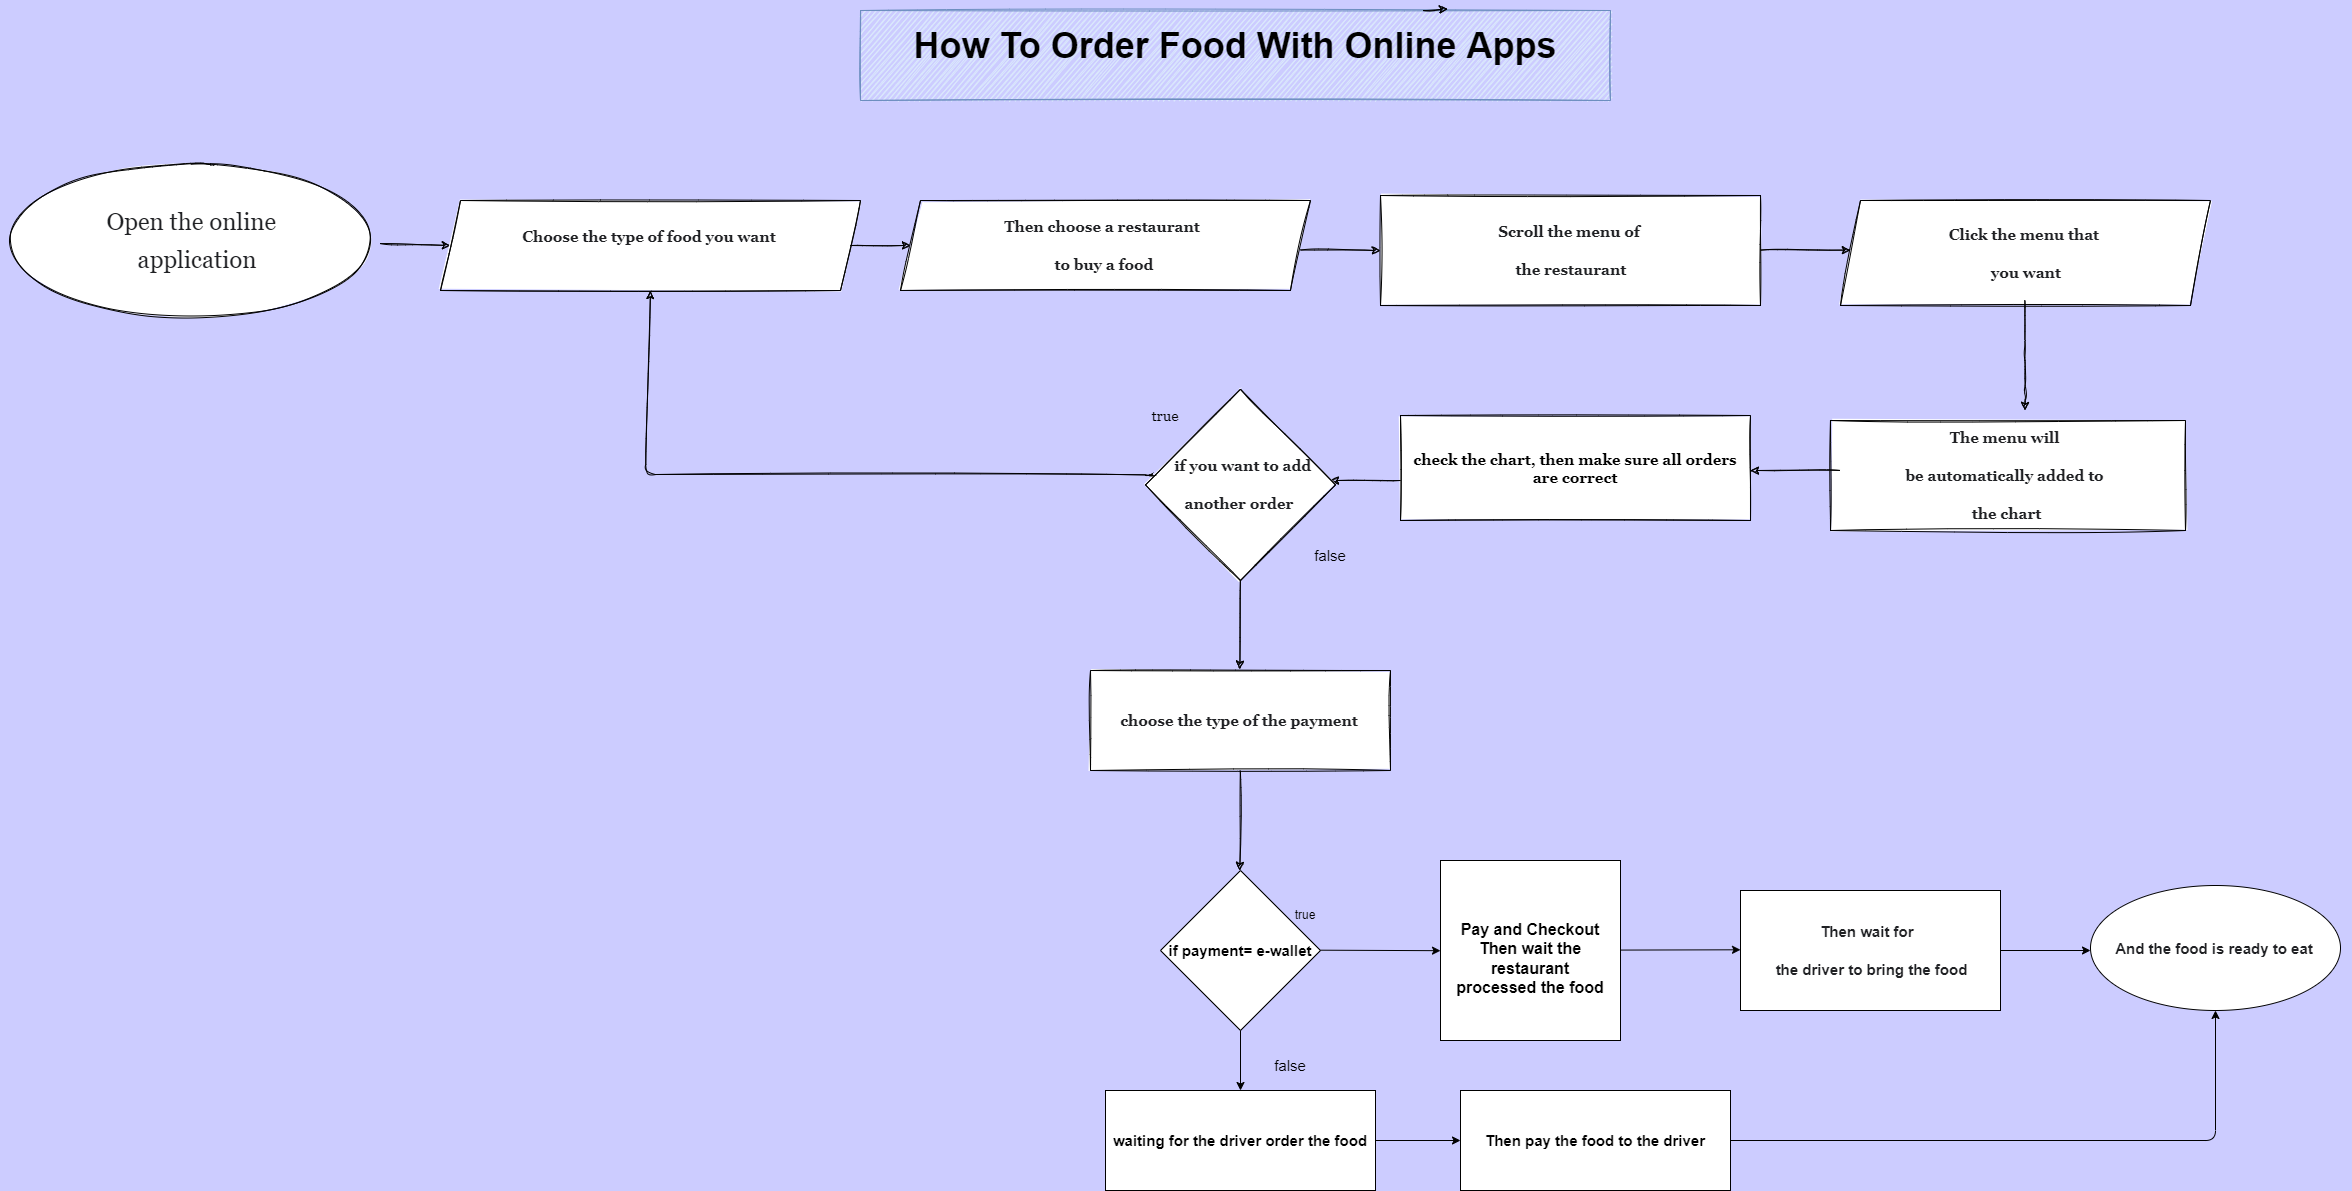 How To Order Food With Online Apps
Open the online
application
Choose the type of food you want
Then choose a restaurant
to buy a food
Scroll the menu of
the restaurant
Click the menu that
you want
true
if you want to add
another order
false
check the chart, then make sure all orders
are correct
The menu will
be automatically added to
the chart
choose the type of the payment
true
if payment= e-wallet
false
Pay and Checkout
Then wait the
restaurant
processed the food
Then wait for
the driver to bring the food
And the food is ready to eat
waiting for the driver order the food
Then pay the food to the driver